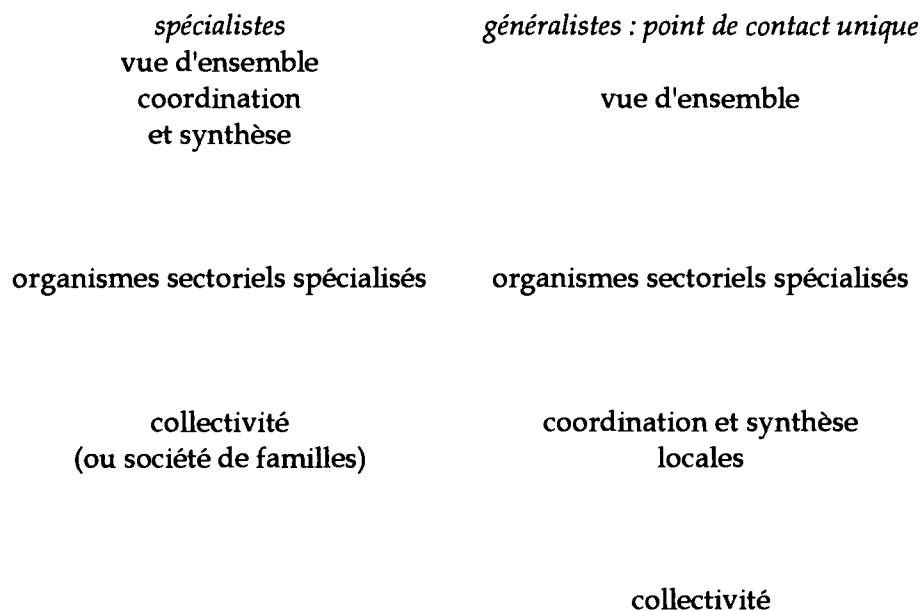 spécialistes
vue d'ensemble
coordination
et synthèse
organismes sectoriels spécialisés
collectivité
(ou société de familles)
généralistes : point de contact unique
vue d'ensemble
organismes sectoriels spécialisés
coordination et synthèse
locales
collectivité